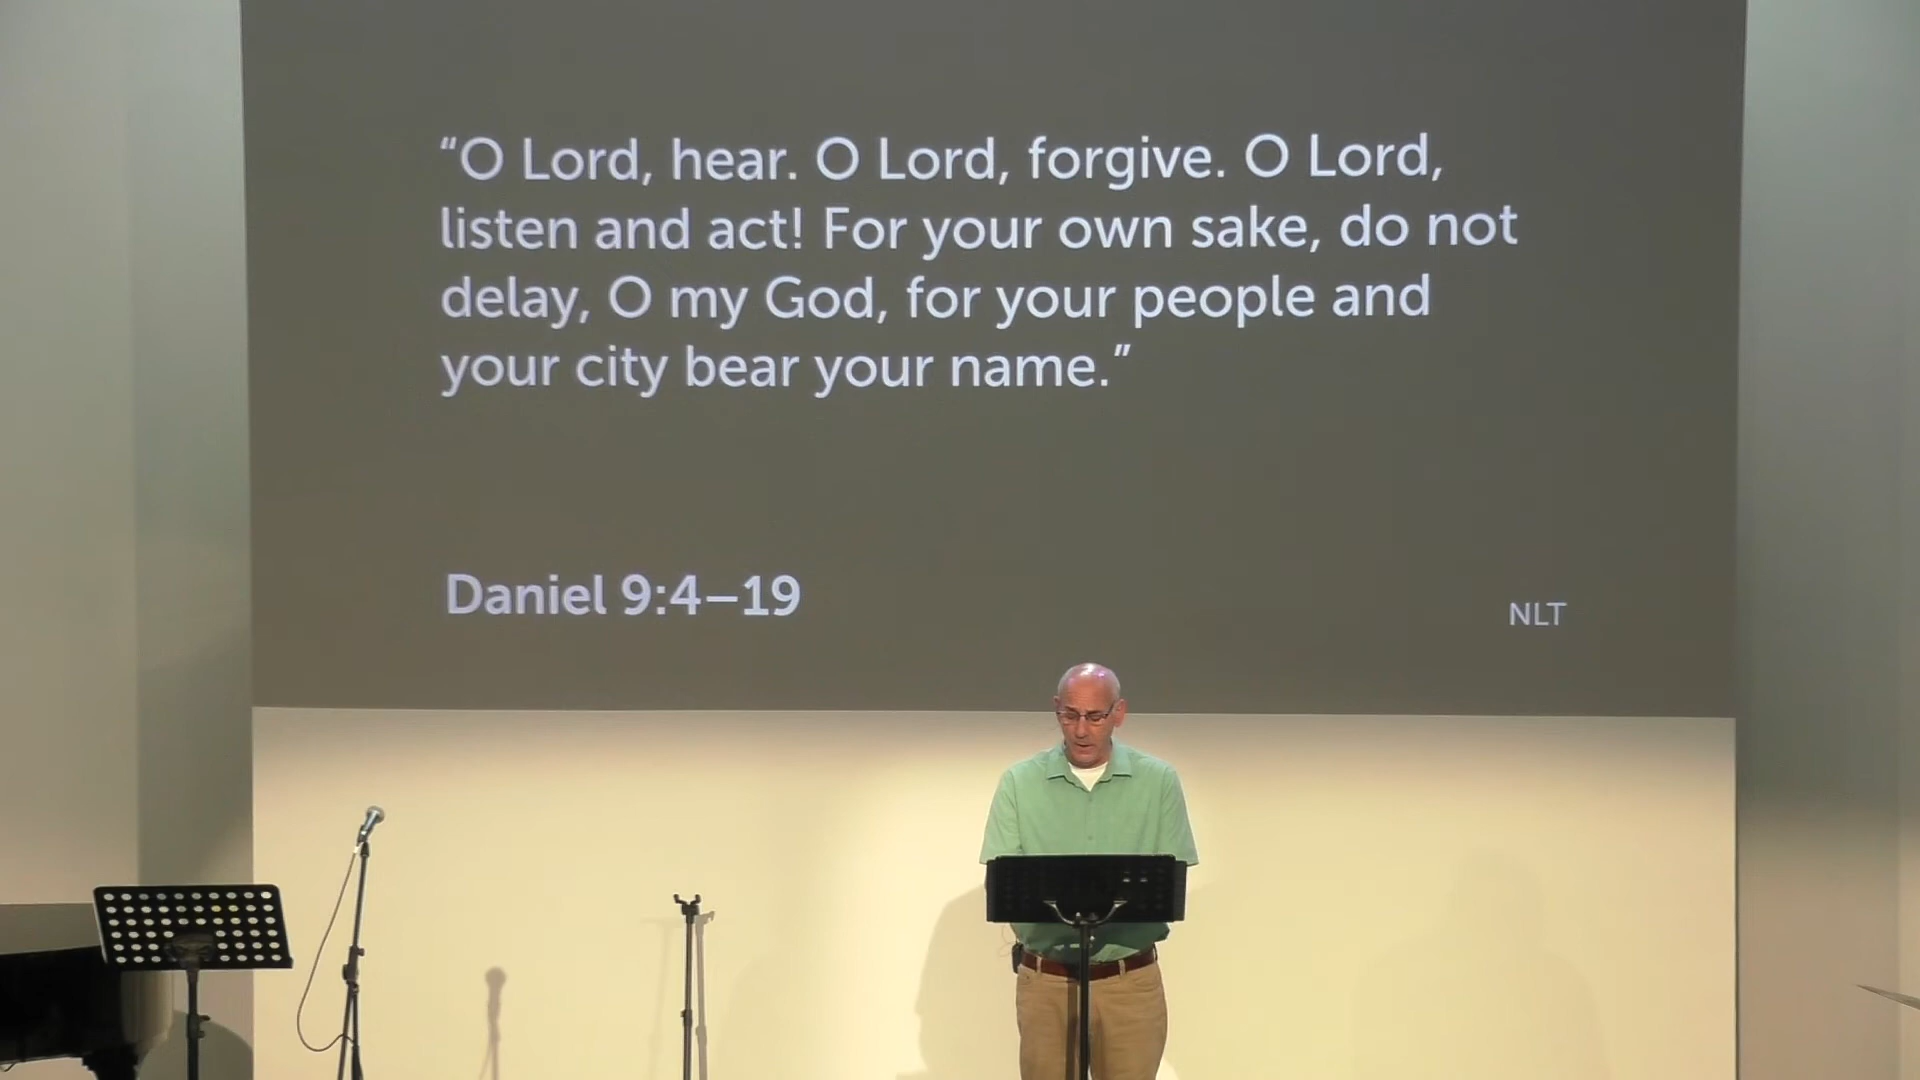 “O Lord, hear. O Lord, forgive. O Lord,
listen and act! For your own sake, do not
delay, O my God, for your people and
your city bear your name.”
Daniel 9:4–19
NLT